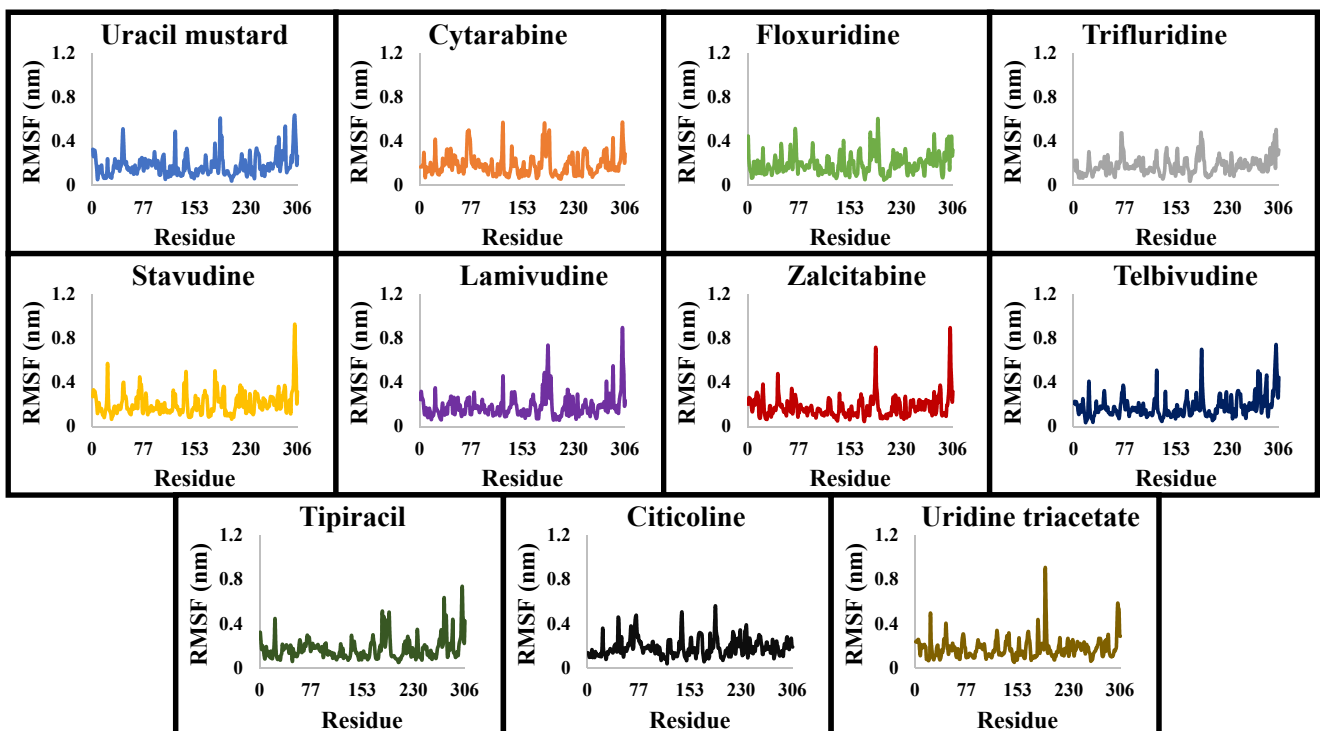 Uracil mustard
1.2
0.8
0.4
0
RMSF (nm)
0 77 153 230 306
Residue
Cytarabine
1.2
0.8
0.4
0
RMSF (nm)
0 77 153 230 306
Residue
Floxuridine
1.2
0.8
0.4
0
RMSF (nm)
0 77 153 230 306
Residue
Trifluridine
1.2
0.8
0.4
0
RMSF (nm)
0 77 153 230 306
Residue
Stavudine
1.2
0.8
0.4
0
RMSF (nm)
0 77 153 230 306
Residue
Lamivudine
1.2
0.8
0.4
0
RMSF (nm)
0 77 153 230 306
Residue
Zalcitabine
1.2
0.8
0.4
0
RMSF (nm)
0 77 153 230 306
Residue
Telbivudine
1.2
0.8
0.4
0
RMSF (nm)
0 77 153 230 306
Residue
Tipiracil
1.2
0.8
0.4
0
RMSF (nm)
0 77 153 230 306
Residue
Citicoline
1.2
0.8
0.4
0
RMSF (nm)
0 77 153 230 306
Residue
Uridine triacetate
1.2
0.8
0.4
0
RMSF (nm)
0 77 153 230 306
Residue